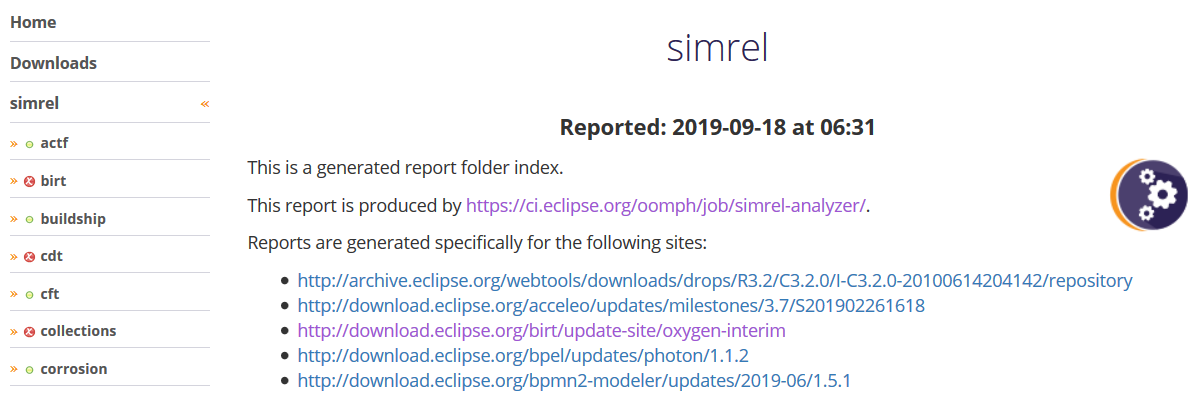 Home
Downloads
simrel «
» actf
» birt
» buildship
» cdt
» cft
» collections
» corrosion
simrel
Reported: 2019-09-18 at 06:31
This is a generated report folder index.
This report is produced by https://ci.eclipse.org/oomph/job/simrel-analyzer/.
Reports are generated specifically for the following sites:
• http://archive.eclipse.org/webtools/downloads/drops/R3.2/C3.2.0/I-C3.2.0-20100614204142/repository
• http://download.eclipse.org/acceleo/updates/milestones/3.7/S201902261618
• http://download.eclipse.org/birt/update-site/oxygen-interim
• http://download.eclipse.org/bpel/updates/photon/1.1.2
• http://download.eclipse.org/bpmn2-modeler/updates/2019-06/1.5.1